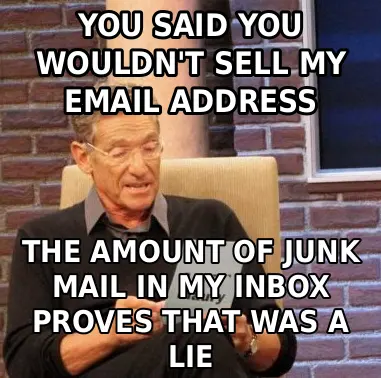 YOU SAID YOU
WOULDN'T SELL MY
EMAIL ADDRESS
THE AMOUNT OF JUNK
MAIL IN MY INBOX
PROVES THAT WAS A
LIE